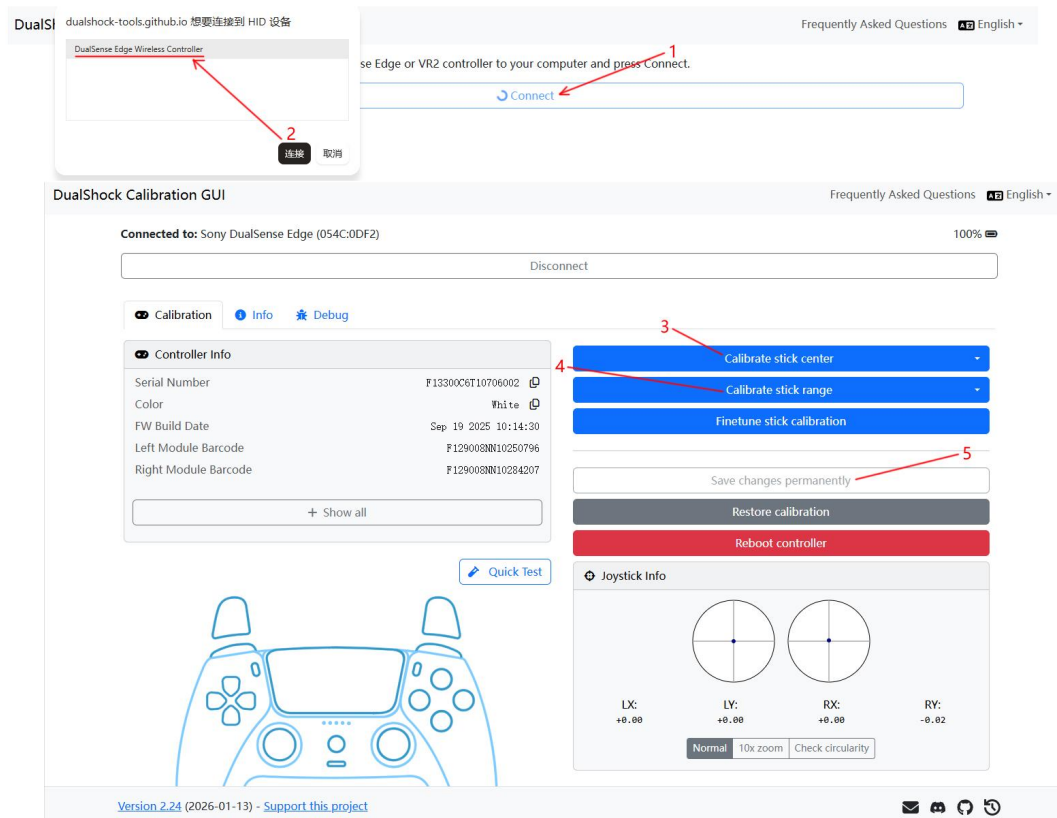 DualSh
dualshock-tools.github.io 想要连接到 HID 设备
Frequently Asked Questions English
DualSense Edge Wireless Controller
1
se Edge or VR2 controller to your computer and press Connect.
Connect
2
连接 取消
DualShock Calibration GUI
Frequently Asked Questions English
Connected to: Sony DualSense Edge (054C:0DF2)
100%
Disconnect
Calibration Info Debug
3
Controller Info
Calibrate stick center
4
Serial Number F13300C6T10706002
Calibrate stick range
Color White
FW Build Date Sep 19 2025 10:14:30
Finetune stick calibration
Left Module Barcode F129008NN10250796
5
Right Module Barcode F129008NN10284207
Save changes permanently
+ Show all
Restore calibration
Reboot controller
Quick Test
Joystick Info
LX: LY: RX: RY:
+0.00 +0.00 +0.00 -0.02
Normal 10x zoom Check circularity
Version 2.24 (2026-01-13) - Support this project